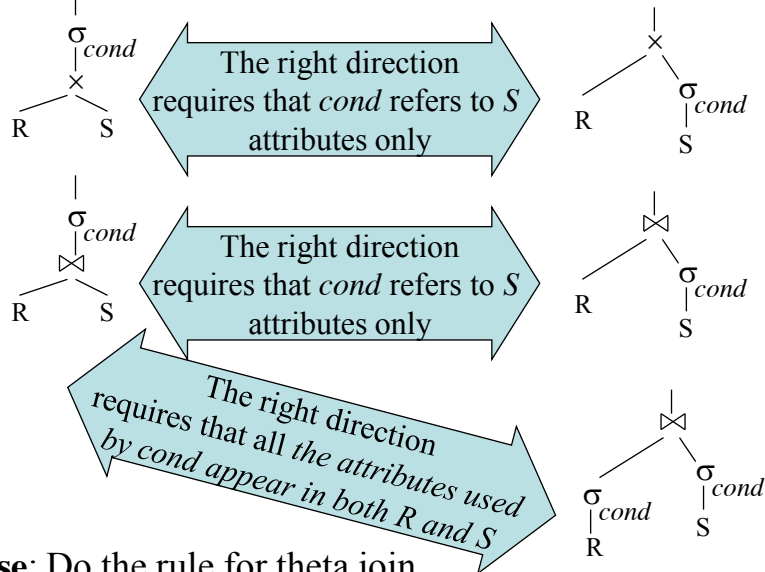 σcond
×
R S
The right direction
requires that cond refers to S
attributes only
×
R
σcond
S
σcond
⋈
R S
The right direction
requires that cond refers to S
attributes only
⋈
R
σcond
S
The right direction
requires that all the attributes used
by cond appear in both R and S
⋈
σcond
R
σcond
S
se: Do the rule for theta join